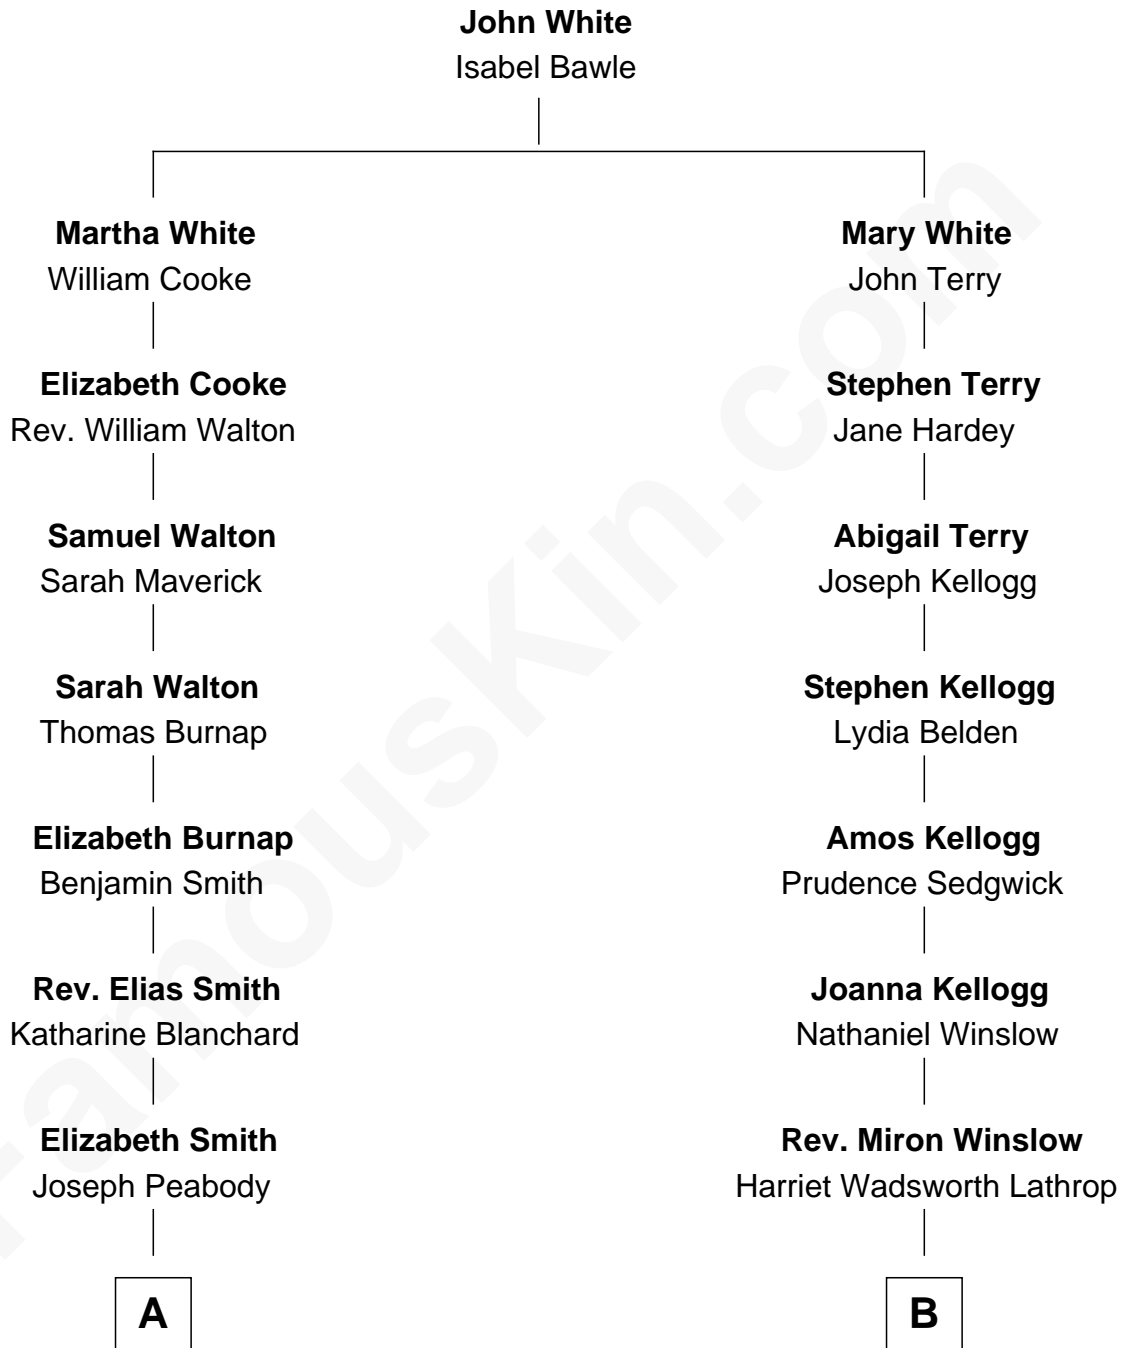 John White
Isabel Bawle
Martha White
William Cooke
Elizabeth Cooke
Rev. William Walton
Samuel Walton
Sarah Maverick
Sarah Walton
Thomas Burnap
Elizabeth Burnap
Benjamin Smith
Rev. Elias Smith
Katharine Blanchard
Elizabeth Smith
Joseph Peabody
A
Mary White
John Terry
Stephen Terry
Jane Hardey
Abigail Terry
Joseph Kellogg
Stephen Kellogg
Lydia Belden
Amos Kellogg
Prudence Sedgwick
Joanna Kellogg
Nathaniel Winslow
Rev. Miron Winslow
Harriet Wadsworth Lathrop
B
FamousKin.com